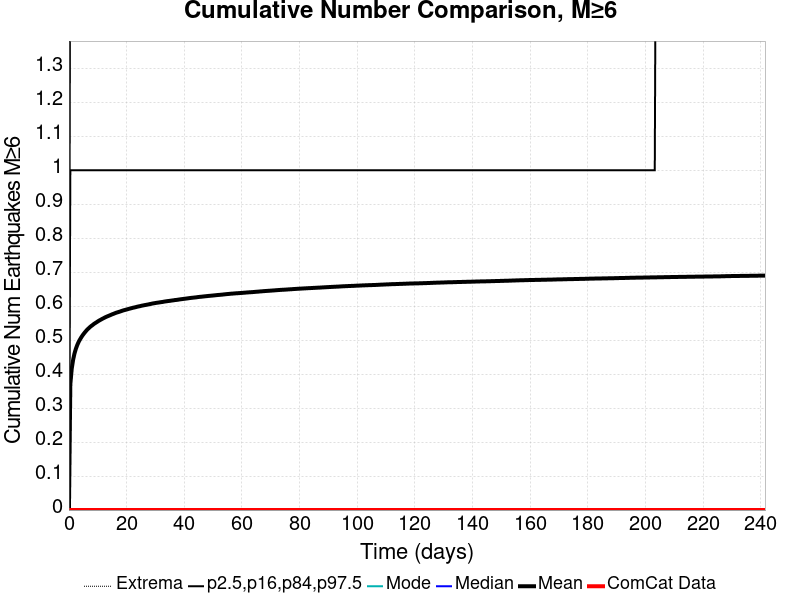 Cumulative Number Comparison, M≥6
Cumulative Num Earthquakes M≥6
1.3
1.2
1.1
1
0.9
0.8
0.7
0.6
0.5
0.4
0.3
0.2
0.1
0
0 20 40 60 80 100 120 140 160 180 200 220 240
Time (days)
Extrema p2.5,p16,p84,p97.5 Mode Median Mean ComCat Data